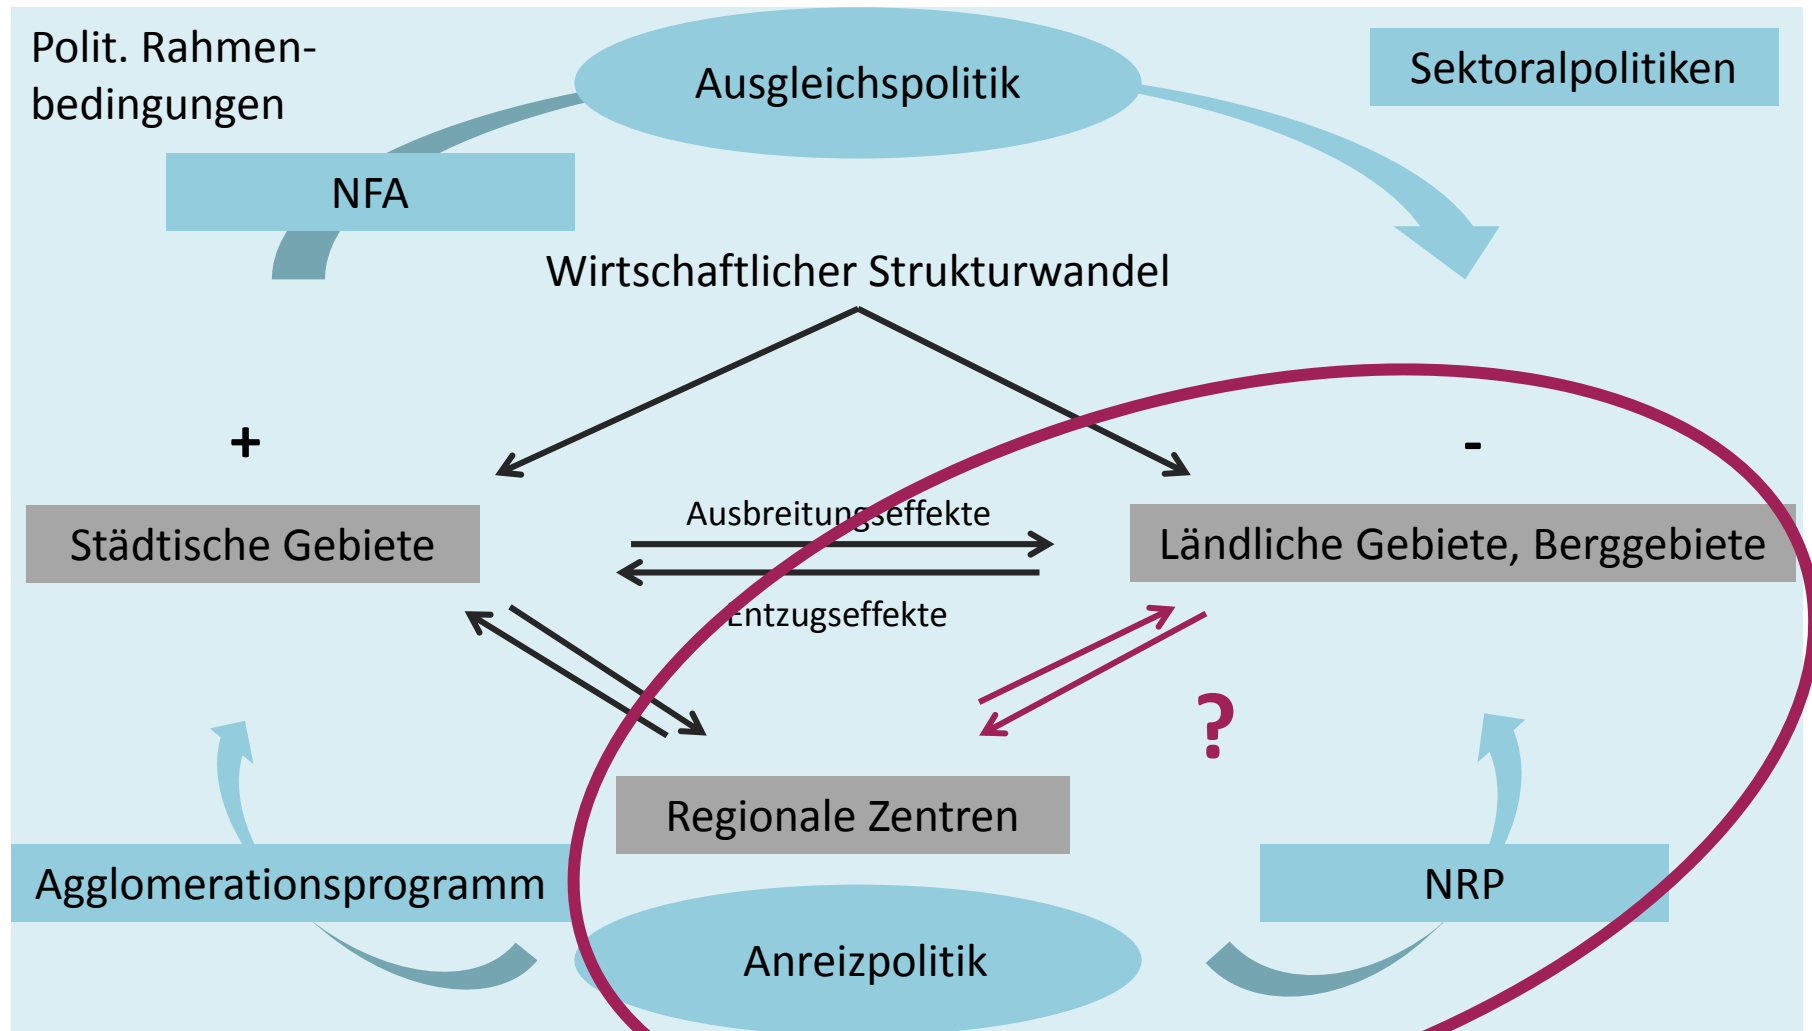 Polit. Rahmen-
bedingungen
Ausgleichspolitik
Sektoralpolitiken
NFA
Wirtschaftlicher Strukturwandel
+
-
Städtische Gebiete
Ausbreitungseffekte
Ländliche Gebiete, Berggebiete
Entzugseffekte
?
Regionale Zentren
Agglomerationsprogramm
NRP
Anreizpolitik